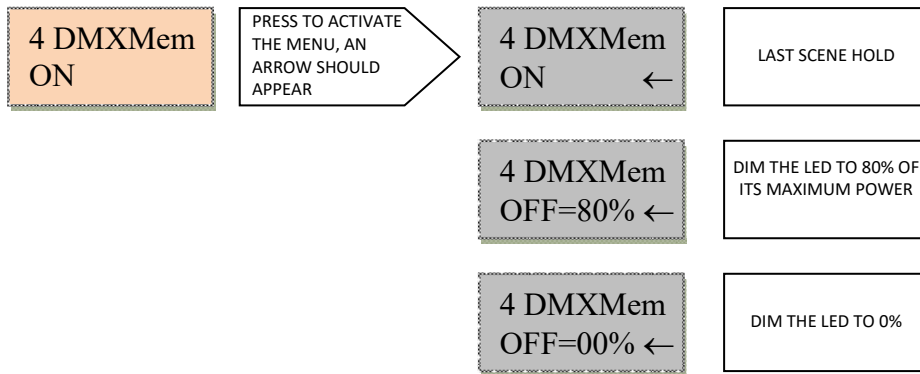 4 DMXMem
ON
PRESS TO ACTIVATE
THE MENU, AN
ARROW SHOULD
APPEAR
4 DMXMem
ON ←
LAST SCENE HOLD
4 DMXMem
OFF=80% ←
DIM THE LED TO 80% OF
ITS MAXIMUM POWER
4 DMXMem
OFF=00% ←
DIM THE LED TO 0%